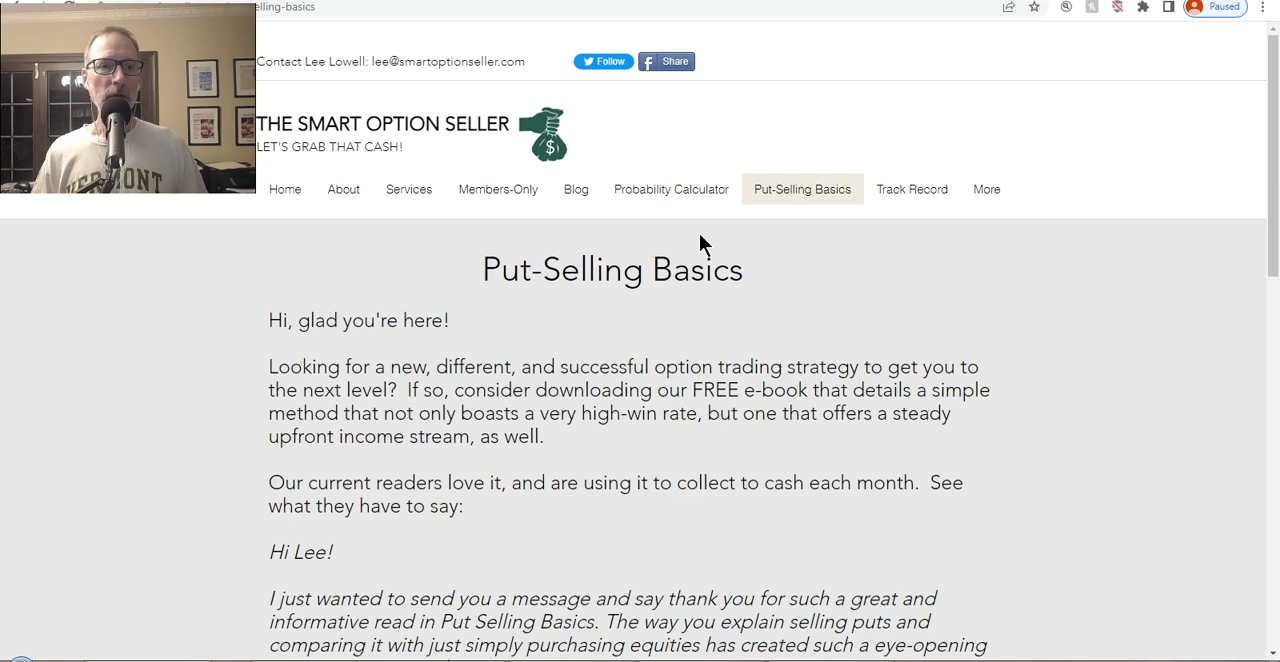 elling-basics
Paused
Contact Lee Lowell: lee@smartoptionseller.com
Follow
Share
THE SMART OPTION SELLER
$
LET'S GRAB THAT CASH!
Home About Services Members-Only Blog Probability Calculator Put-Selling Basics Track Record More
VERMONT
Put-Selling Basics
Hi, glad you're here!
Looking for a new, different, and successful option trading strategy to get you to
the next level? If so, consider downloading our FREE e-book that details a simple
method that not only boasts a very high-win rate, but one that offers a steady
upfront income stream, as well.
Our current readers love it, and are using it to collect to cash each month. See
what they have to say:
Hi Lee!
I just wanted to send you a message and say thank you for such a great and
informative read in Put Selling Basics. The way you explain selling puts and
comparing it with just simply purchasing equities has created such a eye-opening